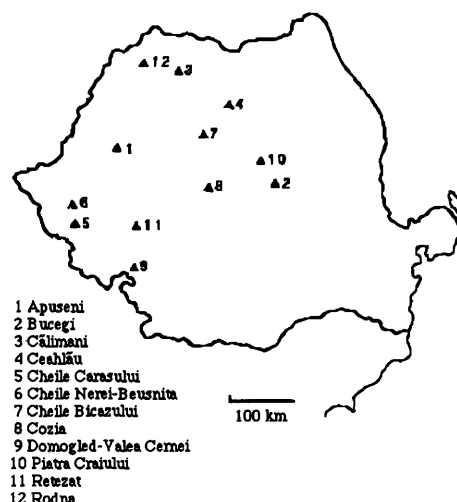 12
3
4
7
1
10
8
2
6
5
11
9
1 Apuseni
2 Bucegi
3 Călimani
4 Ceahlău
5 Cheile Carasului
6 Cheile Nerei-Beusnita
7 Cheile Bicazului
8 Cozia
9 Domogled-Valea Cernei
10 Piatra Craiului
11 Retezat
12 Rodna
100 km